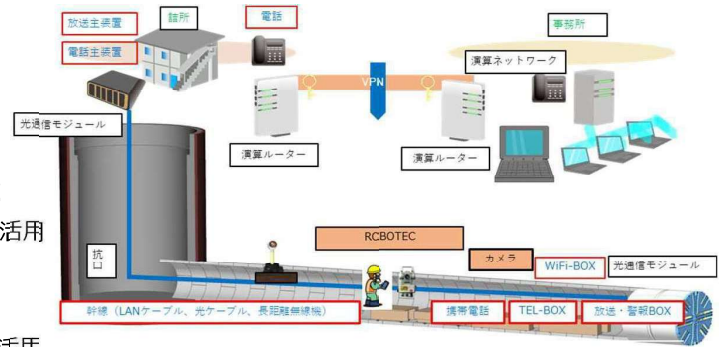 放送主装置
詰所
電話
事務所
電話主装置
演算ネットワーク
VPN
光通信モジュール
演算ルーター
演算ルーター
活用
坑口
RCBOTEC
カメラ
WiFi-BOX
光通信モジュール
幹線（LANケーブル、光ケーブル、長距離無線機）
携帯電話
TEL-BOX
放送・警報BOX
活用